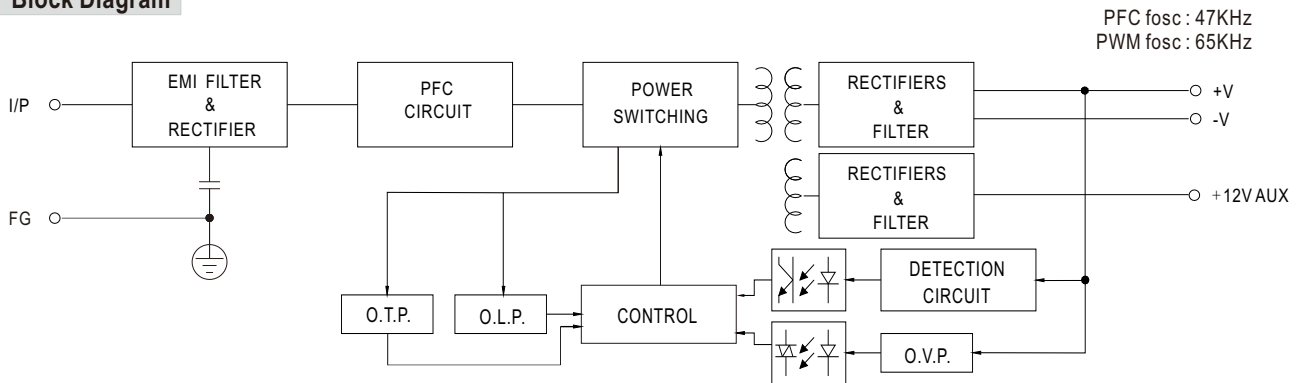 Block Diagram
PFC fosc : 47KHz
PWM fosc : 65KHz
I/P
EMI FILTER
&
RECTIFIER
PFC
CIRCUIT
POWER
SWITCHING
RECTIFIERS
&
FILTER
+V
-V
RECTIFIERS
&
FILTER
+12V AUX
FG
DETECTION
CIRCUIT
O.T.P.
O.L.P.
CONTROL
O.V.P.